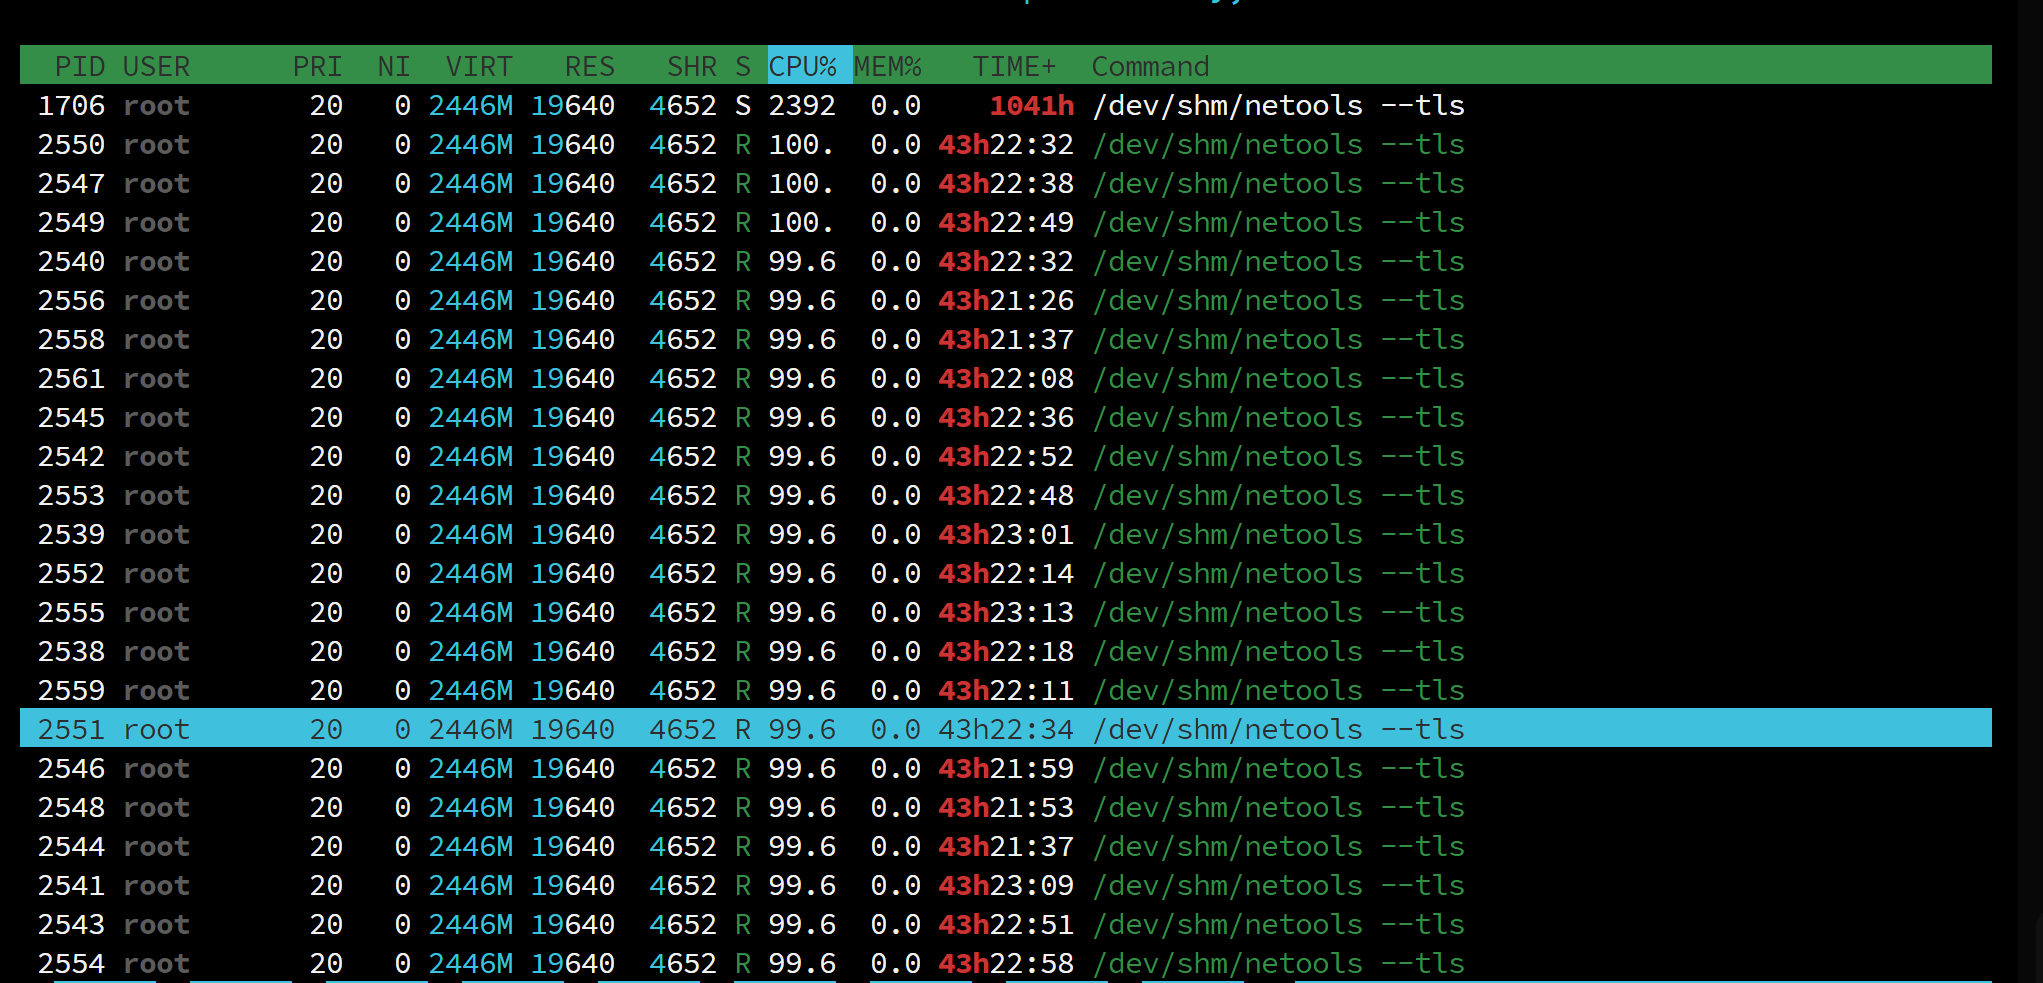 PID USER PRI NI VIRT RES SHR S CPU% MEM% TIME+ Command
1706 root 20 0 2446M 19640 4652 S 2392 0.0 1041h /dev/shm/netools --tls
2550 root 20 0 2446M 19640 4652 R 100. 0.0 43h22:32 /dev/shm/netools --tls
2547 root 20 0 2446M 19640 4652 R 100. 0.0 43h22:38 /dev/shm/netools --tls
2549 root 20 0 2446M 19640 4652 R 100. 0.0 43h22:49 /dev/shm/netools --tls
2540 root 20 0 2446M 19640 4652 R 99.6 0.0 43h22:32 /dev/shm/netools --tls
2556 root 20 0 2446M 19640 4652 R 99.6 0.0 43h21:26 /dev/shm/netools --tls
2558 root 20 0 2446M 19640 4652 R 99.6 0.0 43h21:37 /dev/shm/netools --tls
2561 root 20 0 2446M 19640 4652 R 99.6 0.0 43h22:08 /dev/shm/netools --tls
2545 root 20 0 2446M 19640 4652 R 99.6 0.0 43h22:36 /dev/shm/netools --tls
2542 root 20 0 2446M 19640 4652 R 99.6 0.0 43h22:52 /dev/shm/netools --tls
2553 root 20 0 2446M 19640 4652 R 99.6 0.0 43h22:48 /dev/shm/netools --tls
2539 root 20 0 2446M 19640 4652 R 99.6 0.0 43h23:01 /dev/shm/netools --tls
2552 root 20 0 2446M 19640 4652 R 99.6 0.0 43h22:14 /dev/shm/netools --tls
2555 root 20 0 2446M 19640 4652 R 99.6 0.0 43h23:13 /dev/shm/netools --tls
2538 root 20 0 2446M 19640 4652 R 99.6 0.0 43h22:18 /dev/shm/netools --tls
2559 root 20 0 2446M 19640 4652 R 99.6 0.0 43h22:11 /dev/shm/netools --tls
2551 root 20 0 2446M 19640 4652 R 99.6 0.0 43h22:34 /dev/shm/netools --tls
2546 root 20 0 2446M 19640 4652 R 99.6 0.0 43h21:59 /dev/shm/netools --tls
2548 root 20 0 2446M 19640 4652 R 99.6 0.0 43h21:53 /dev/shm/netools --tls
2544 root 20 0 2446M 19640 4652 R 99.6 0.0 43h21:37 /dev/shm/netools --tls
2541 root 20 0 2446M 19640 4652 R 99.6 0.0 43h23:09 /dev/shm/netools --tls
2543 root 20 0 2446M 19640 4652 R 99.6 0.0 43h22:51 /dev/shm/netools --tls
2554 root 20 0 2446M 19640 4652 R 99.6 0.0 43h22:58 /dev/shm/netools --tls